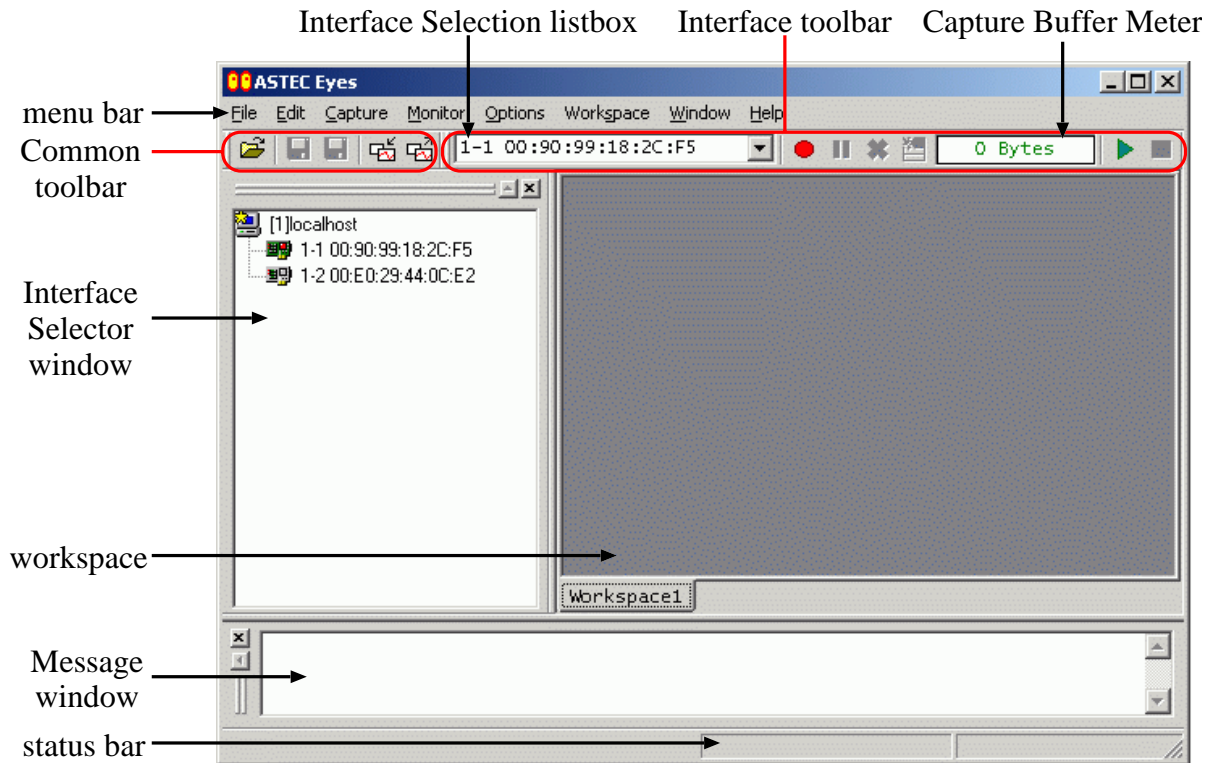 Interface Selection listbox Interface toolbar Capture Buffer Meter
ASTEC Eyes
menu bar
File Edit Capture Monitor Options Workspace Window Help
Common
toolbar
1-1 00:90:99:18:2C:F5
0 Bytes
[1]localhost
1-1 00:90:99:18:2C:F5
1-2 00:E0:29:44:0C:E2
Interface
Selector
window
workspace
Workspace1
Message
window
status bar